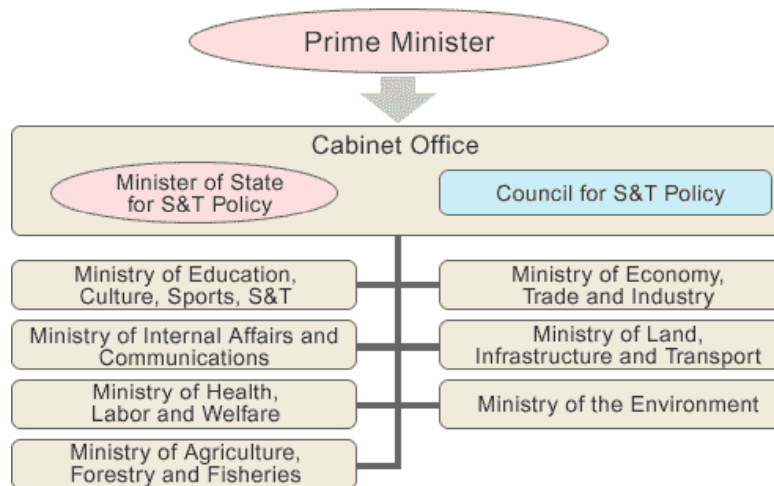 Prime Minister
Cabinet Office
Minister of State
for S&T Policy
Council for S&T Policy
Ministry of Education,
Culture, Sports, S&T
Ministry of Economy,
Trade and Industry
Ministry of Internal Affairs and
Communications
Ministry of Land,
Infrastructure and Transport
Ministry of Health,
Labor and Welfare
Ministry of the Environment
Ministry of Agriculture,
Forestry and Fisheries